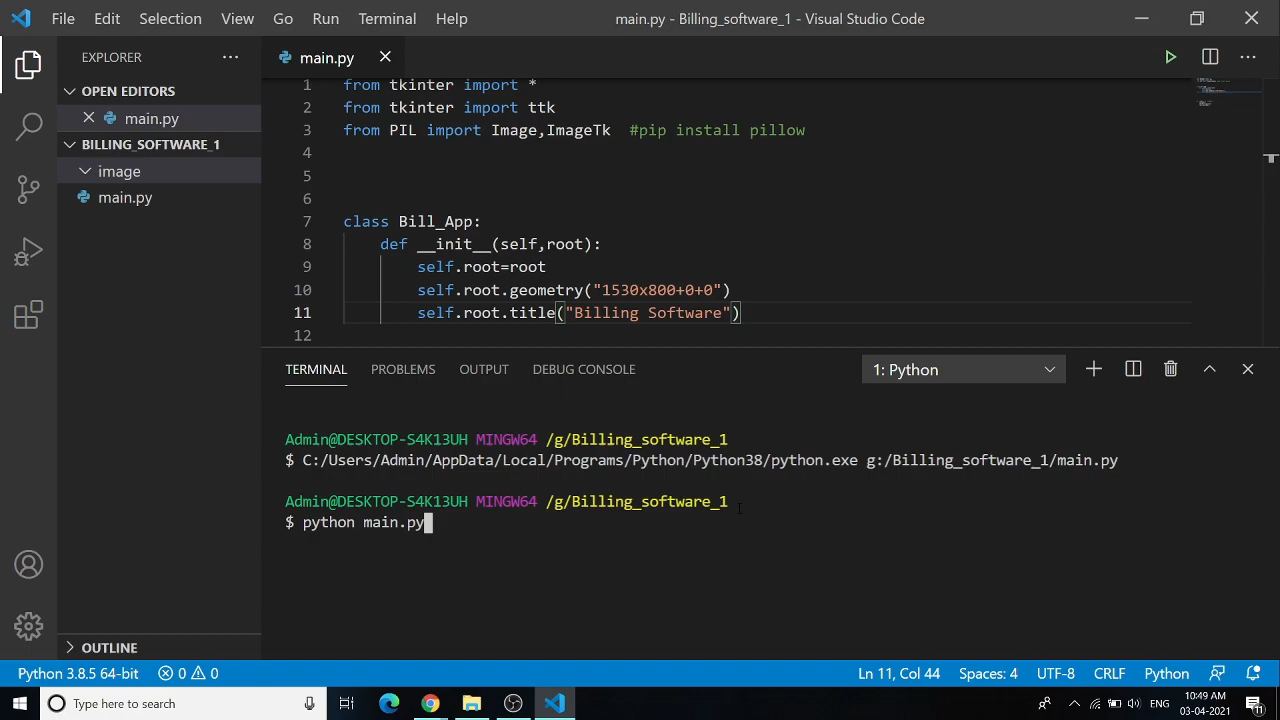 File Edit Selection View Go Run Terminal Help main.py - Billing_software_1 - Visual Studio Code
EXPLORER
main.py
OPEN EDITORS
main.py
BILLING_SOFTWARE_1
image
main.py
1 from tkinter import *
2 from tkinter import ttk
3 from PIL import Image,ImageTk  #pip install pillow
4
5
6
7 class Bill_App:
8     def __init__(self,root):
9         self.root=root
10         self.root.geometry("1530x800+0+0")
11         self.root.title("Billing Software")
12
TERMINAL PROBLEMS OUTPUT DEBUG CONSOLE 1: Python
Admin@DESKTOP-S4K13UH MINGW64 /g/Billing_software_1
$ C:/Users/Admin/AppData/Local/Programs/Python/Python38/python.exe g:/Billing_software_1/main.py
Admin@DESKTOP-S4K13UH MINGW64 /g/Billing_software_1
$ python main.py
OUTLINE
Python 3.8.5 64-bit 0 0 Ln 11, Col 44 Spaces: 4 UTF-8 CRLF Python
Type here to search
ENG
10:49 AM
03-04-2021
11